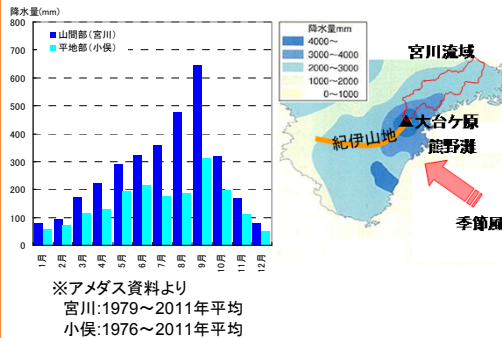 降水量(mm)
800
700
600
500
400
300
200
100
0
山間部(宮川)
平地部(小俣)
1月
2月
3月
4月
5月
6月
7月
8月
9月
10月
11月
12月
※アメダス資料より
宮川:1979～2011年平均
小俣:1976～2011年平均
降水量mm
4000～
3000～4000
2000～3000
1000～2000
0～1000
宮川流域
大台ケ原
紀伊山地
熊野灘
季節風